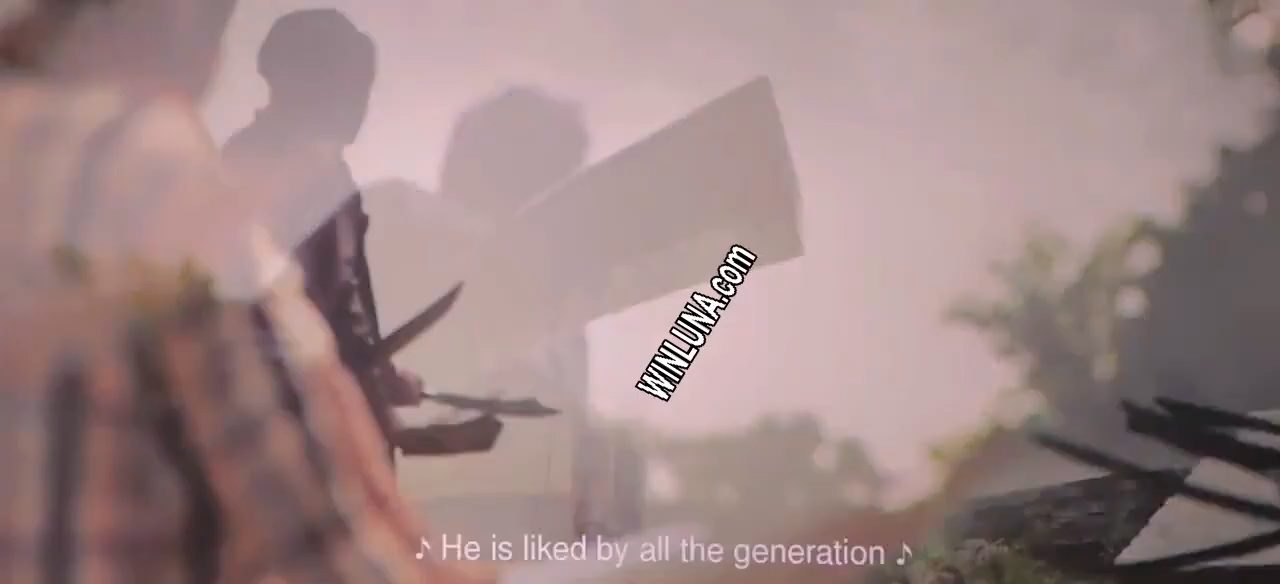 WINLUNA.com
♪ He is liked by all the generation ♪